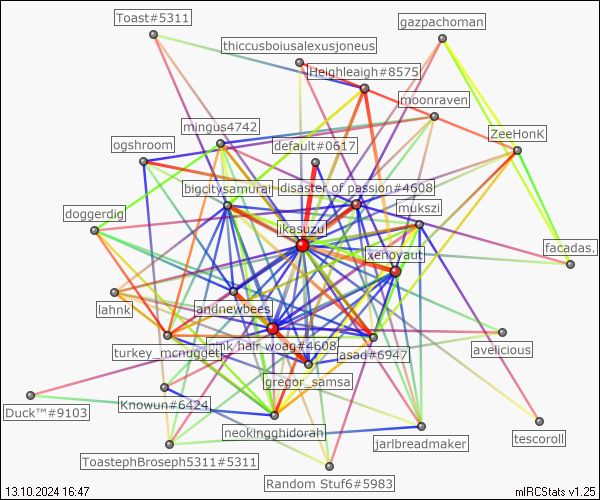 Toast#5311
gazpachoman
thiccusboiusalexusjoneus
Heighleaigh#8575
moonraven
mingus4742
ZeeHonK
ogshroom
default#0617
bigcitysamurai
disaster of passion#4608
mukszi
doggerdig
ikasuzu
xenoyaut
facadas.
lahnk
andnewbees
turkey_mcnugget
pink hair woag#4608
asad#6947
avelicious
gregor_samsa
Duck™#9103
Knowun#6424
neokingghidorah
jarlbreadmaker
tescoroll
ToastephBroseph5311#5311
Random Stuf6#5983
13.10.2024 16:47
mIRCStats v1.25